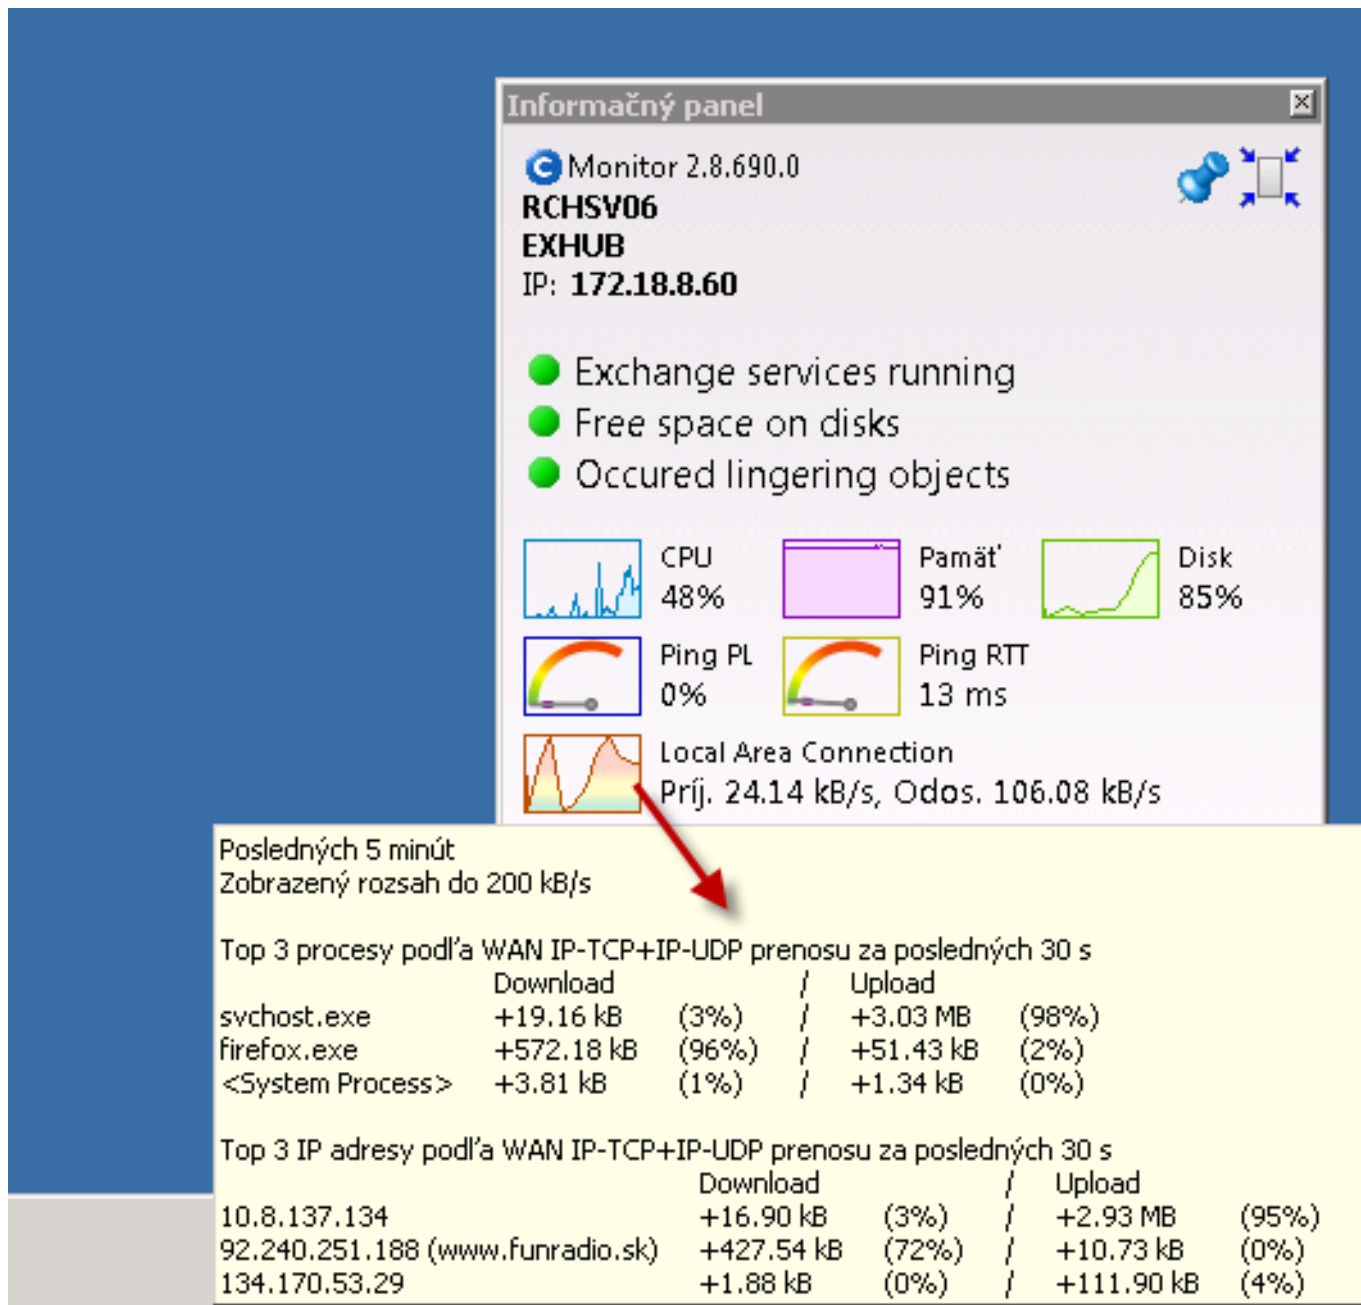 Informačný panel
Monitor 2.8.690.0
RCHSV06
EXHUB
IP: 172.18.8.60
Exchange services running
Free space on disks
Occured lingering objects
CPU 48%
Pamäť 91%
Disk 85%
Ping PL 0%
Ping RTT 13 ms
Local Area Connection
Príj. 24.14 kB/s, Odos. 106.08 kB/s
Posledných 5 minút
Zobrazený rozsah do 200 kB/s
Top 3 procesy podľa WAN IP-TCP+IP-UDP prenosu za posledných 30 s
Download / Upload
svchost.exe +19.16 kB (3%) / +3.03 MB (98%)
firefox.exe +572.18 kB (96%) / +51.43 kB (2%)
<System Process> +3.81 kB (1%) / +1.34 kB (0%)
Top 3 IP adresy podľa WAN IP-TCP+IP-UDP prenosu za posledných 30 s
Download / Upload
10.8.137.134 +16.90 kB (3%) / +2.93 MB (95%)
92.240.251.188 (www.funradio.sk) +427.54 kB (72%) / +10.73 kB (0%)
134.170.53.29 +1.88 kB (0%) / +111.90 kB (4%)